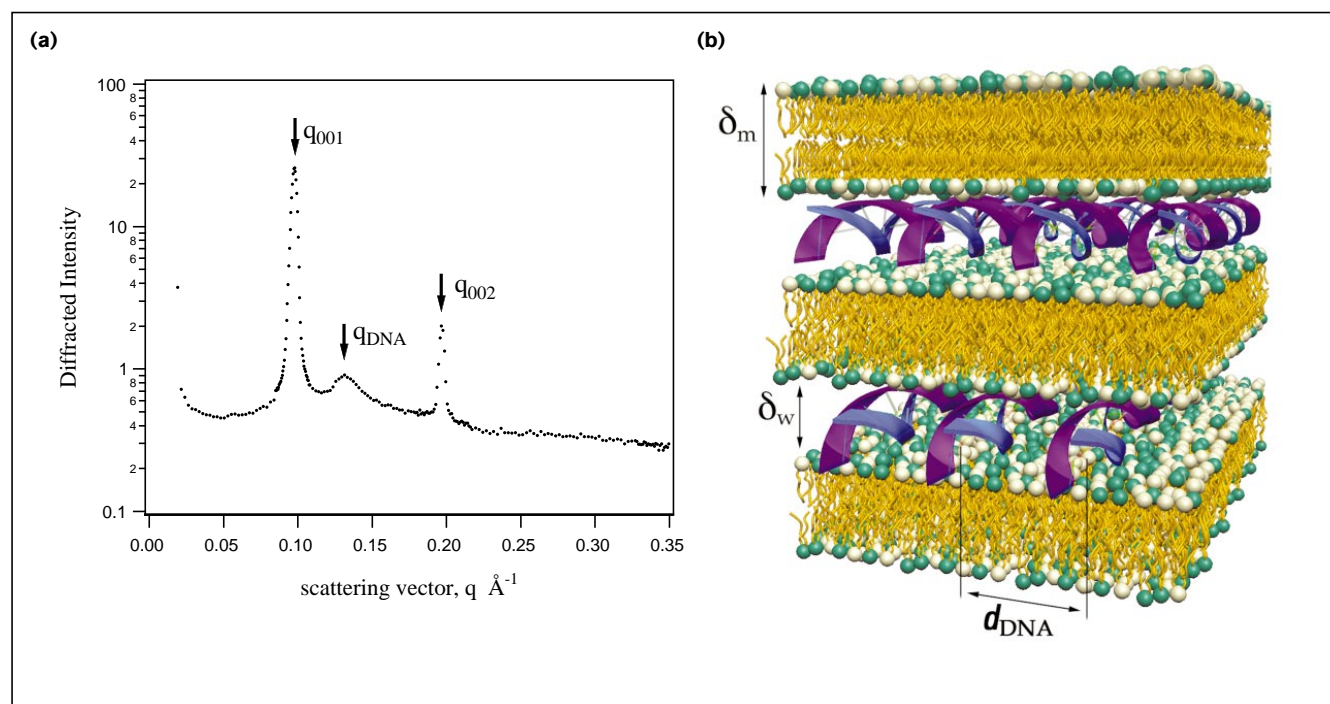 (a)
(b)
100
8
6
4
2
10
8
6
4
2
1
8
6
4
2
0.1
Diffracted Intensity
q001
qDNA
q002
0.00
0.05
0.10
0.15
0.20
0.25
0.30
0.35
scattering vector, q Å-1
δm
δw
dDNA